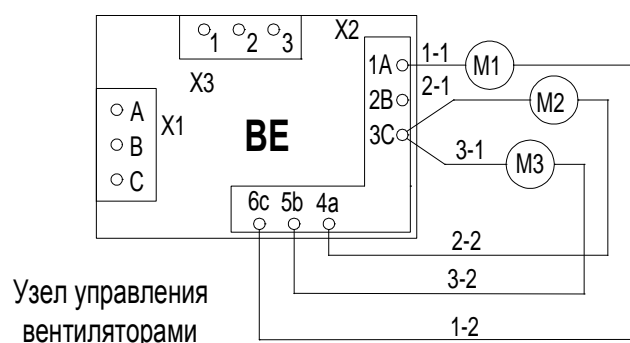 1 2 3
X2
X3
1A
1-1
M1
A
X1
2B
2-1
M2
B
BE
3C
C
3-1
M3
6c 5b 4a
2-2
3-2
Узел управления
вентиляторами
1-2